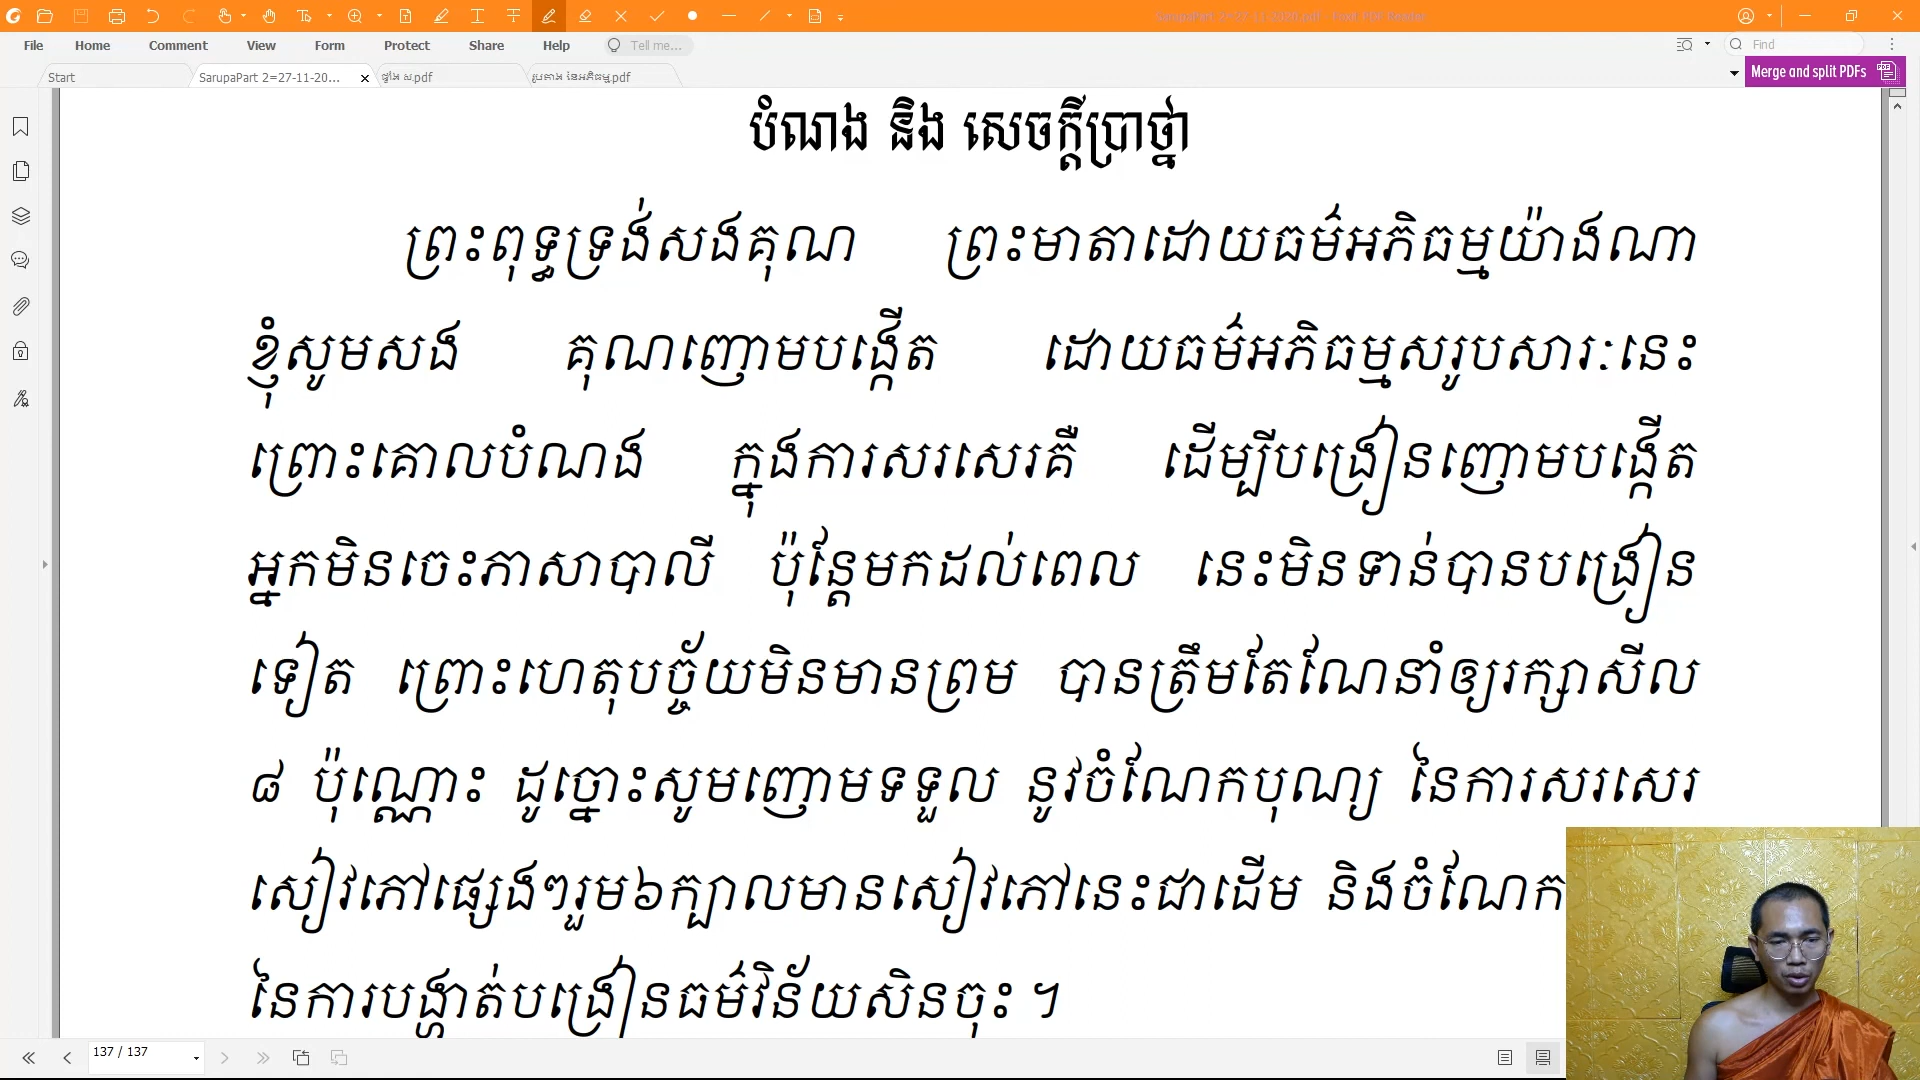 SarupaPart 2=27-11-2020.pdf - Foxit PDF Reader
File Home Comment View Form Protect Share Help Tell me... Find
Start SarupaPart 2=27-11-20... .pdf .pdf
Merge and split PDFs
បំណង និង សេចក្ដីប្រាថ្នា
ព្រះពុទ្ធទ្រង់សងគុណ ព្រះមាតាដោយធម៌អភិធម្មយ៉ាងណា
ខ្ញុំសូមសង គុណញោមបង្កើត ដោយធម៌អភិធម្មសរូបសារៈនេះ
ព្រោះគោលបំណង ក្នុងការសរសេរគឺ ដើម្បីបង្រៀនញោមបង្កើត
អ្នកមិនចេះភាសាបាលី ប៉ុន្តែមកដល់ពេល នេះមិនទាន់បានបង្រៀន
ទៀត ព្រោះហេតុបច្ច័យមិនមានព្រម បានត្រឹមតែណែនាំឲ្យរក្សាសីល
៨ ប៉ុណ្ណោះ ដូច្នោះសូមញោមទទួល នូវចំណែកបុណ្យ នៃការសរសេរ
សៀវភៅផ្សេងៗរួម៦ក្បាលមានសៀវភៅនេះជាដើម និងចំណែក
នៃការបង្ហាត់បង្រៀនធម៌វិន័យសិនចុះ ។
137 / 137